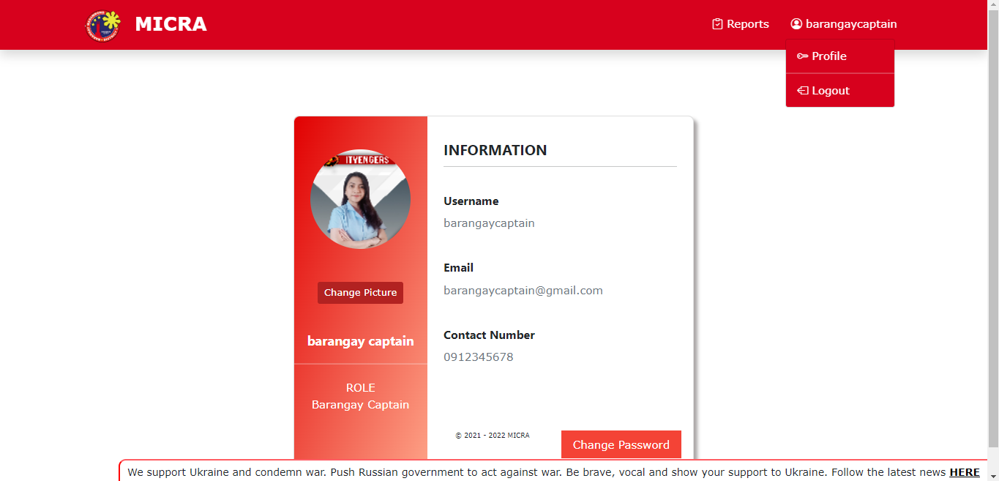 MICRA
Reports
barangaycaptain
Profile
Logout
ITVENGERS
Change Picture
barangay captain
ROLE
Barangay Captain
INFORMATION
Username
barangaycaptain
Email
barangaycaptain@gmail.com
Contact Number
0912345678
© 2021 - 2022 MICRA
Change Password
We support Ukraine and condemn war. Push Russian government to act against war. Be brave, vocal and show your support to Ukraine. Follow the latest news HERE